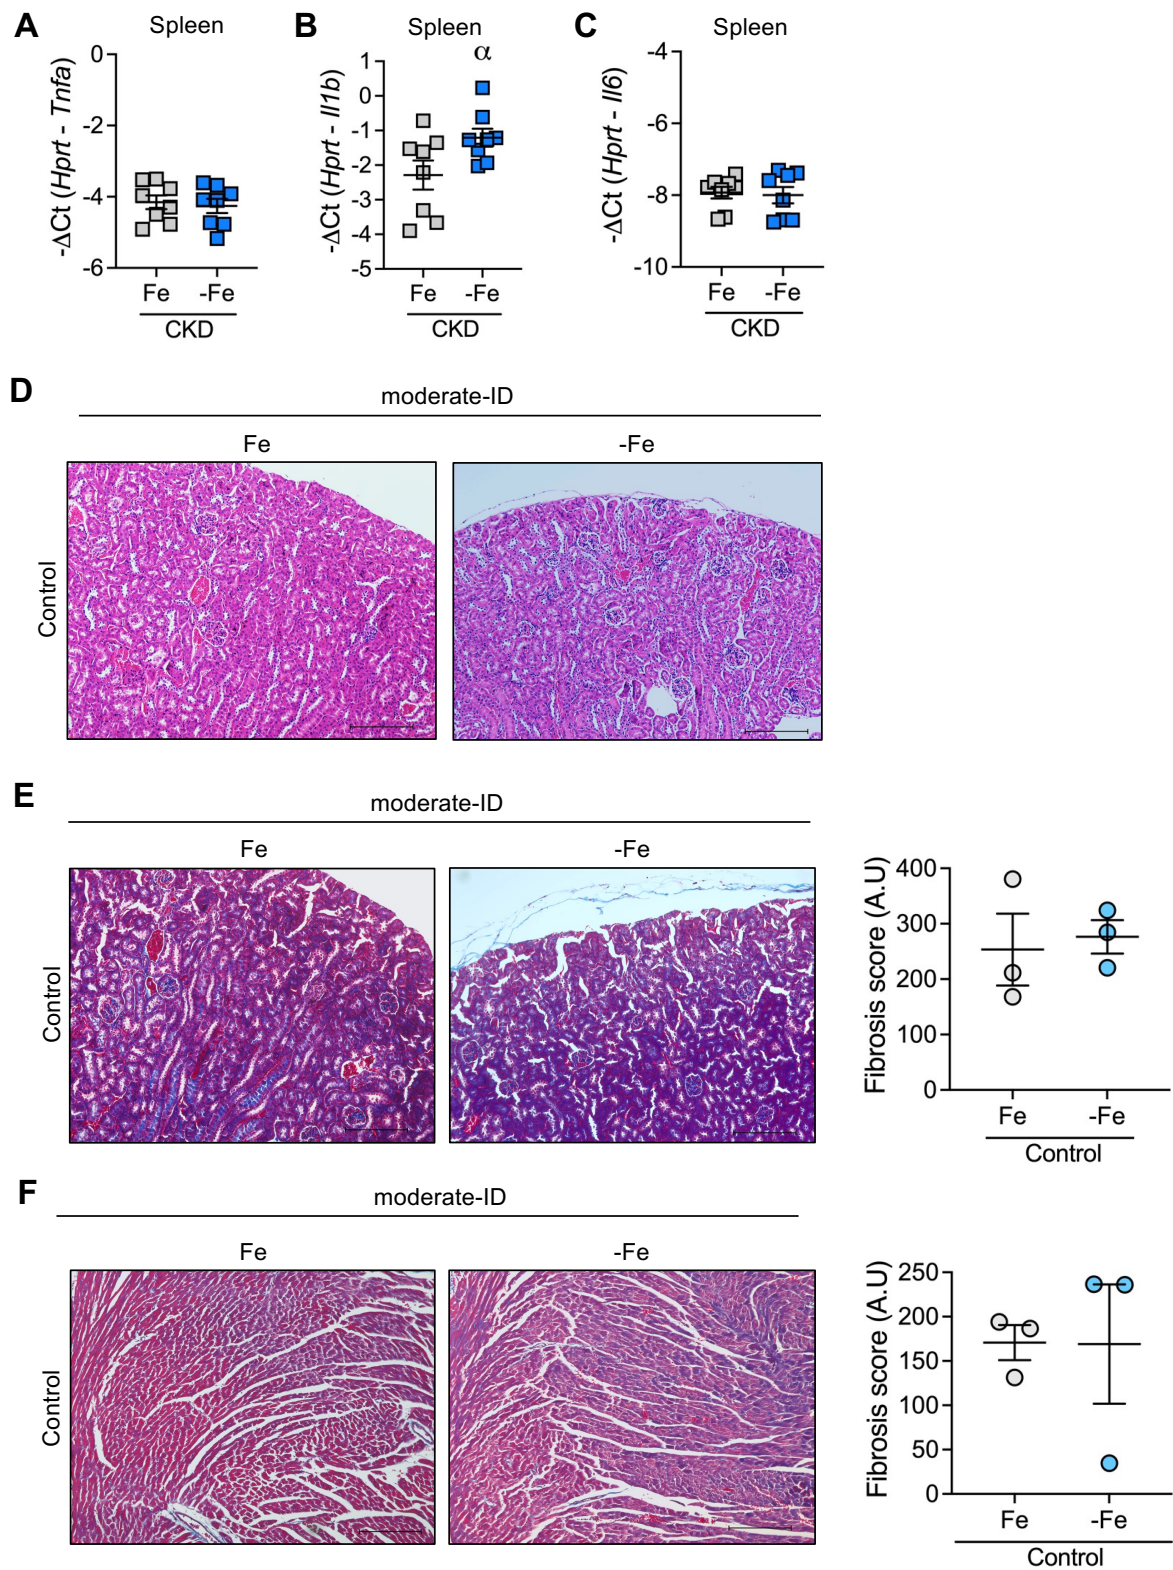 A Spleen B Spleen C Spleen
α
-ΔCt (Hprt - Tnfa)
0
-2
-4
-6
Fe -Fe
CKD
-ΔCt (Hprt - Il1b)
1
0
-1
-2
-3
-4
-5
Fe -Fe
CKD
-ΔCt (Hprt - Il6)
-4
-6
-8
-10
Fe -Fe
CKD
D
moderate-ID
Fe -Fe
Control
E
moderate-ID
Fe -Fe
Control
Fibrosis score (A.U)
400
300
200
100
0
Fe -Fe
Control
F
moderate-ID
Fe -Fe
Control
Fibrosis score (A.U)
250
200
150
100
50
0
Fe -Fe
Control